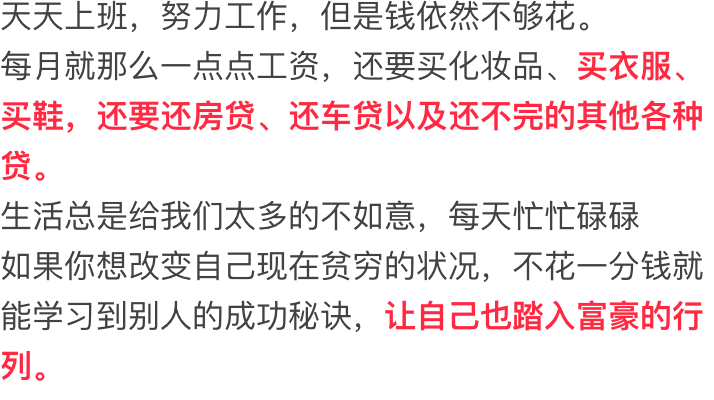 天天上班，努力工作，但是钱依然不够花。
每月就那么一点点工资，还要买化妆品、买衣服、
买鞋，还要还房贷、还车贷以及还不完的其他各种
贷。
生活总是给我们太多的不如意，每天忙忙碌碌
如果你想改变自己现在贫穷的状况，不花一分钱就
能学习到别人的成功秘诀，让自己也踏入富豪的行
列。